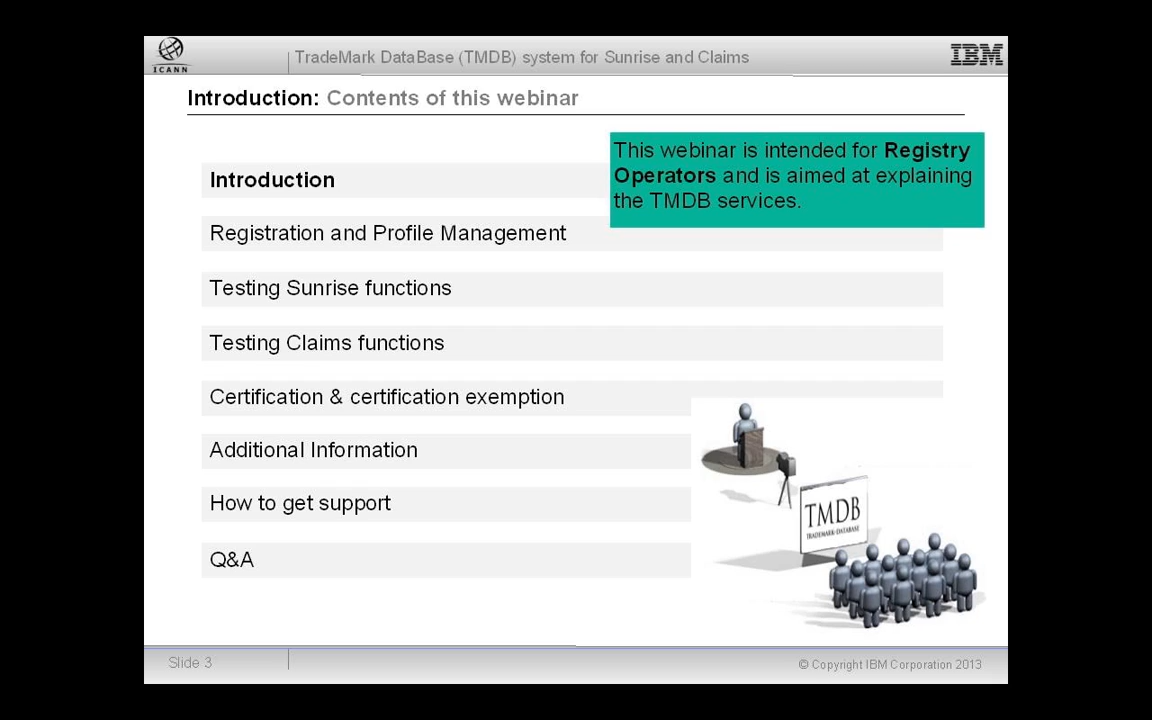 ICANN
TradeMark DataBase (TMDB) system for Sunrise and Claims
IBM
Introduction: Contents of this webinar
This webinar is intended for Registry
Operators and is aimed at explaining
the TMDB services.
Introduction
Registration and Profile Management
Testing Sunrise functions
Testing Claims functions
Certification & certification exemption
Additional Information
How to get support
Q&A
TMDB
TRADEMARK-DATABASE
Slide 3
© Copyright IBM Corporation 2013